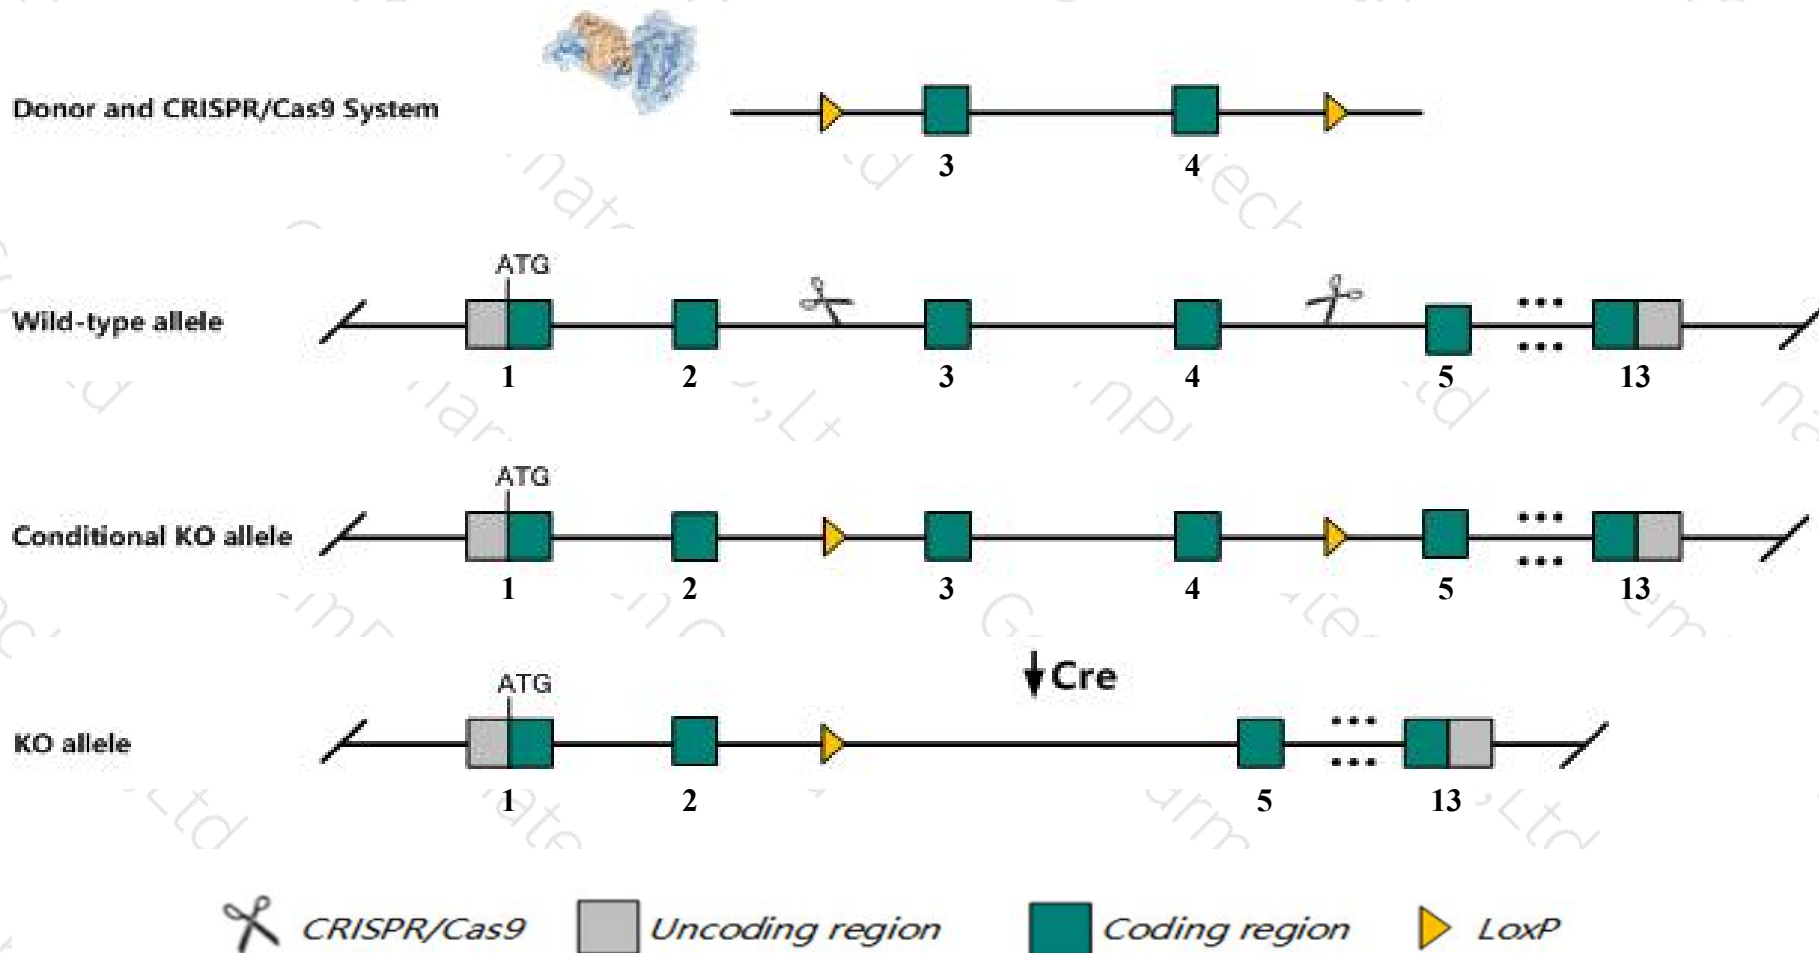 Donor and CRISPR/Cas9 System
3 4
ATG
Wild-type allele
1 2 3 4 5 13
ATG
Conditional KO allele
1 2 3 4 5 13
Cre
ATG
KO allele
1 2 5 13
CRISPR/Cas9 Uncoding region Coding region LoxP